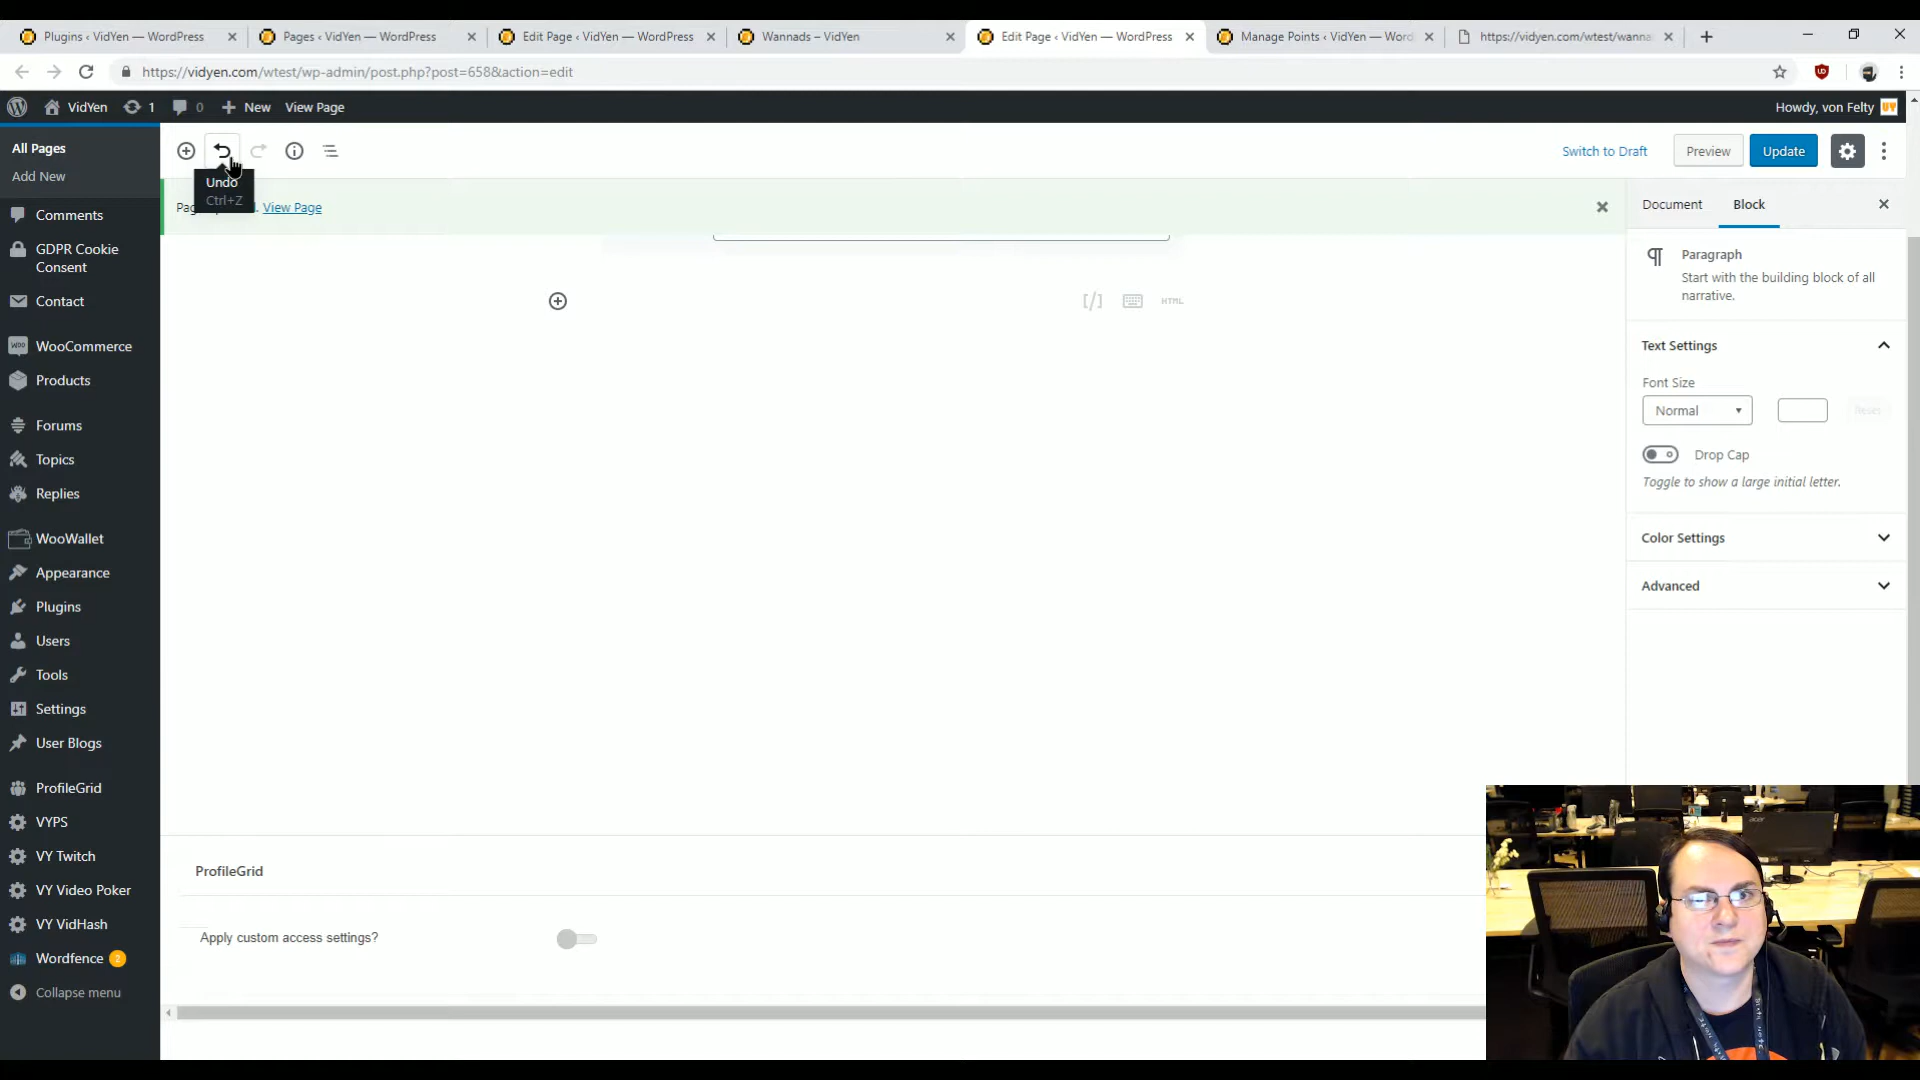 Plugins ‹ VidYen — WordPress
Pages ‹ VidYen — WordPress
Edit Page ‹ VidYen — WordPress
Wannads – VidYen
Edit Page ‹ VidYen — WordPress
Manage Points ‹ VidYen — Word
https://vidyen.com/wtest/wanna
https://vidyen.com/wtest/wp-admin/post.php?post=658&action=edit
VidYen
1
0
New
View Page
Howdy, von Felty
All Pages
Add New
Comments
GDPR Cookie
Consent
Contact
WooCommerce
Products
Forums
Topics
Replies
WooWallet
Appearance
Plugins
Users
Tools
Settings
User Blogs
ProfileGrid
VYPS
VY Twitch
VY Video Poker
VY VidHash
Wordfence 2
Collapse menu
Undo
Ctrl+Z
View Page
Switch to Draft
Preview
Update
HTML
Document
Block
Paragraph
Start with the building block of all
narrative.
Text Settings
Font Size
Normal
Reset
Drop Cap
Toggle to show a large initial letter.
Color Settings
Advanced
ProfileGrid
Apply custom access settings?
acer